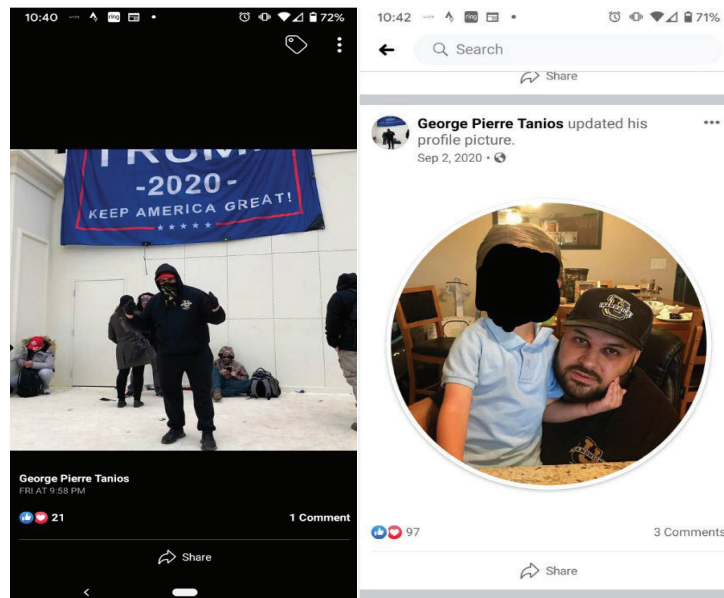 10:40
ring
72%
TRUMP
-2020-
KEEP AMERICA GREAT!
George Pierre Tanios
FRI AT 9:58 PM
21
1 Comment
Share
10:42
ring
71%
Search
Share
George Pierre Tanios updated his
profile picture.
Sep 2, 2020 ·
97
3 Comments
Share